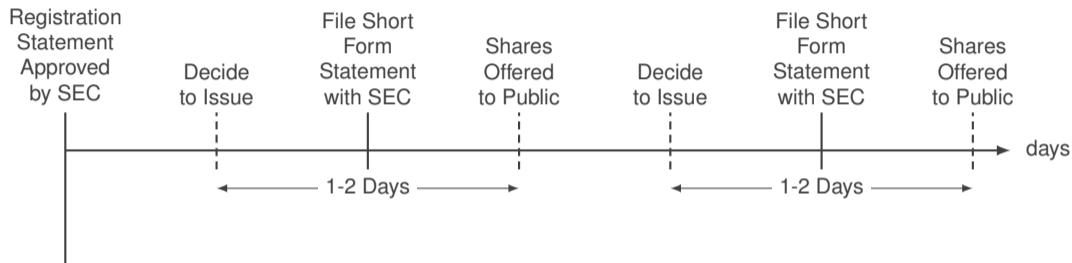 Registration
Statement
Approved
by SEC
Decide
to Issue
File Short
Form
Statement
with SEC
Shares
Offered
to Public
Decide
to Issue
File Short
Form
Statement
with SEC
Shares
Offered
to Public
days
1-2 Days
1-2 Days